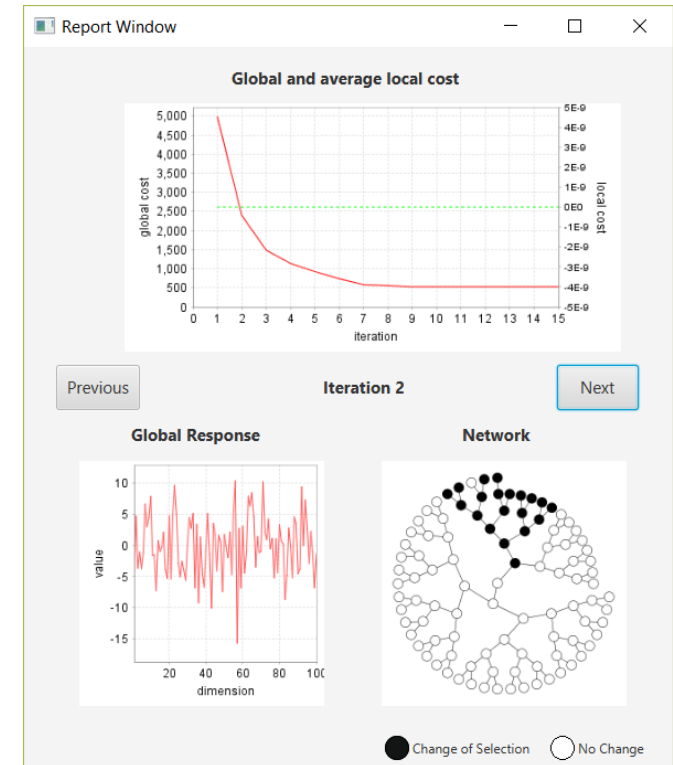 Report Window
Global and average local cost
5,000
4,500
4,000
3,500
3,000
2,500
2,000
1,500
1,000
500
0
global cost
5E-9
4E-9
3E-9
2E-9
1E-9
0E0
-1E-9
-2E-9
-3E-9
-4E-9
-5E-9
local cost
0 1 2 3 4 5 6 7 8 9 10 11 12 13 14 15
iteration
Previous
Iteration 2
Next
Global Response
Network
10
5
0
-5
-10
-15
value
20 40 60 80 100
dimension
Change of Selection
No Change